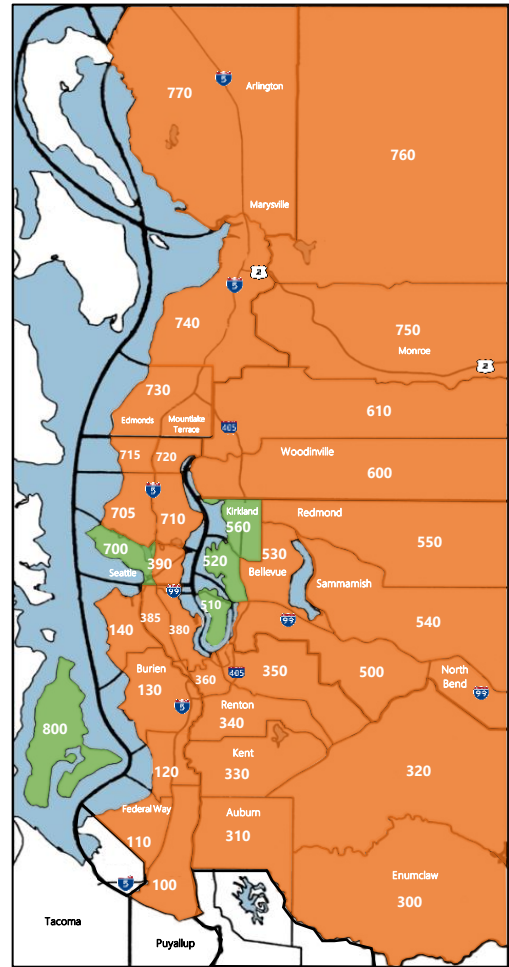 5
770
Arlington
760
Marysville
2
5
740
750
Monroe
2
730
610
Edmonds
Mountlake
Terrace
405
715
720
Woodinville
600
5
Kirkland
705
710
560
Redmond
700
390
520
530
550
Seattle
Bellevue
Sammamish
99
510
385
99
540
140
380
Burien
350
500
North
Bend
405
360
130
99
5
Renton
340
800
Kent
120
330
320
Federal Way
Auburn
110
310
5
100
Enumclaw
300
Tacoma
Puyallup